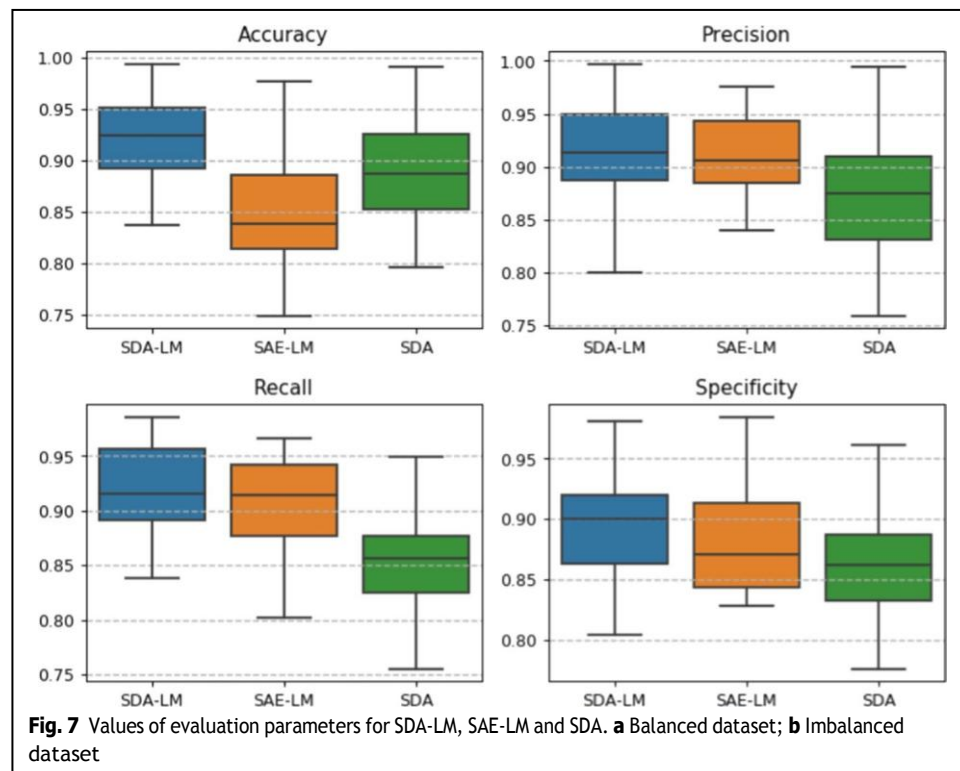 Accuracy
1.00
0.95
0.90
0.85
0.80
0.75
SDA-LM SAE-LM SDA
Precision
1.00
0.95
0.90
0.85
0.80
0.75
SDA-LM SAE-LM SDA
Recall
0.95
0.90
0.85
0.80
0.75
SDA-LM SAE-LM SDA
Specificity
0.95
0.90
0.85
0.80
SDA-LM SAE-LM SDA
Fig. 7 Values of evaluation parameters for SDA-LM, SAE-LM and SDA. a Balanced dataset; b Imbalanced
dataset